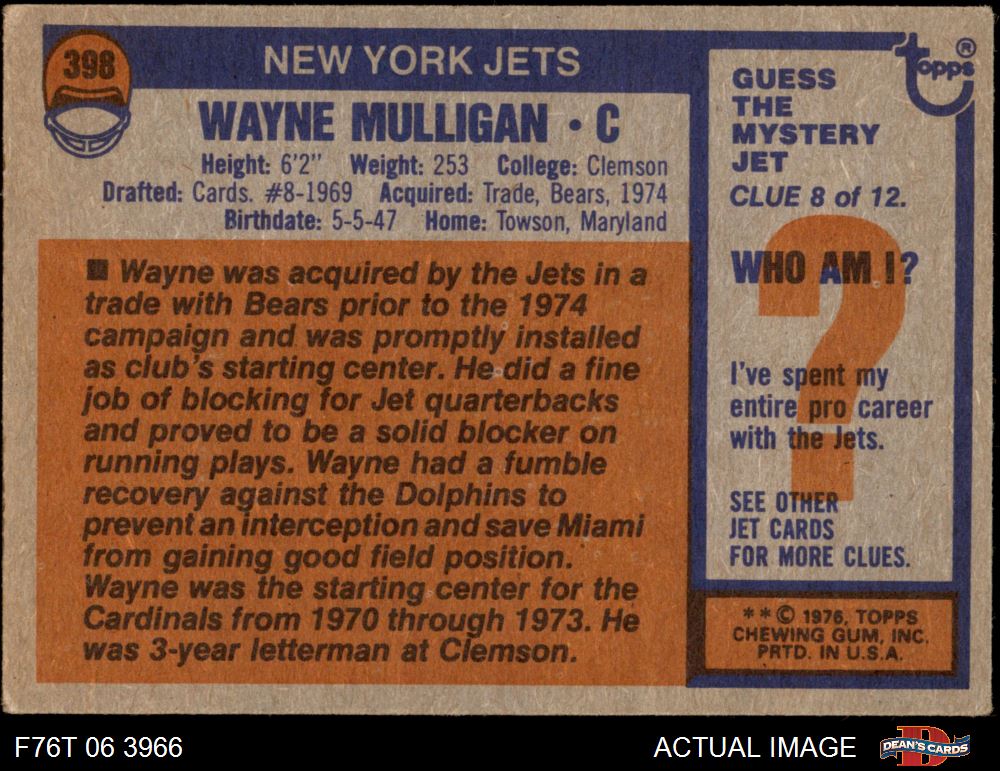 398
NEW YORK JETS
WAYNE MULLIGAN • C
Height: 6'2" Weight: 253 College: Clemson
Drafted: Cards. #8-1969 Acquired: Trade, Bears, 1974
Birthdate: 5-5-47 Home: Towson, Maryland
■ Wayne was acquired by the Jets in a
trade with Bears prior to the 1974
campaign and was promptly installed
as club's starting center. He did a fine
job of blocking for Jet quarterbacks
and proved to be a solid blocker on
running plays. Wayne had a fumble
recovery against the Dolphins to
prevent an interception and save Miami
from gaining good field position.
Wayne was the starting center for the
Cardinals from 1970 through 1973. He
was 3-year letterman at Clemson.
topps ®
GUESS
THE
MYSTERY
JET
CLUE 8 of 12.
?
WHO AM I?
I've spent my
entire pro career
with the Jets.
SEE OTHER
JET CARDS
FOR MORE CLUES.
* * © 1976, TOPPS
CHEWING GUM, INC.
PRTD. IN U.S.A.
F76T 06 3966
ACTUAL IMAGE
D
DEAN'S CARDS